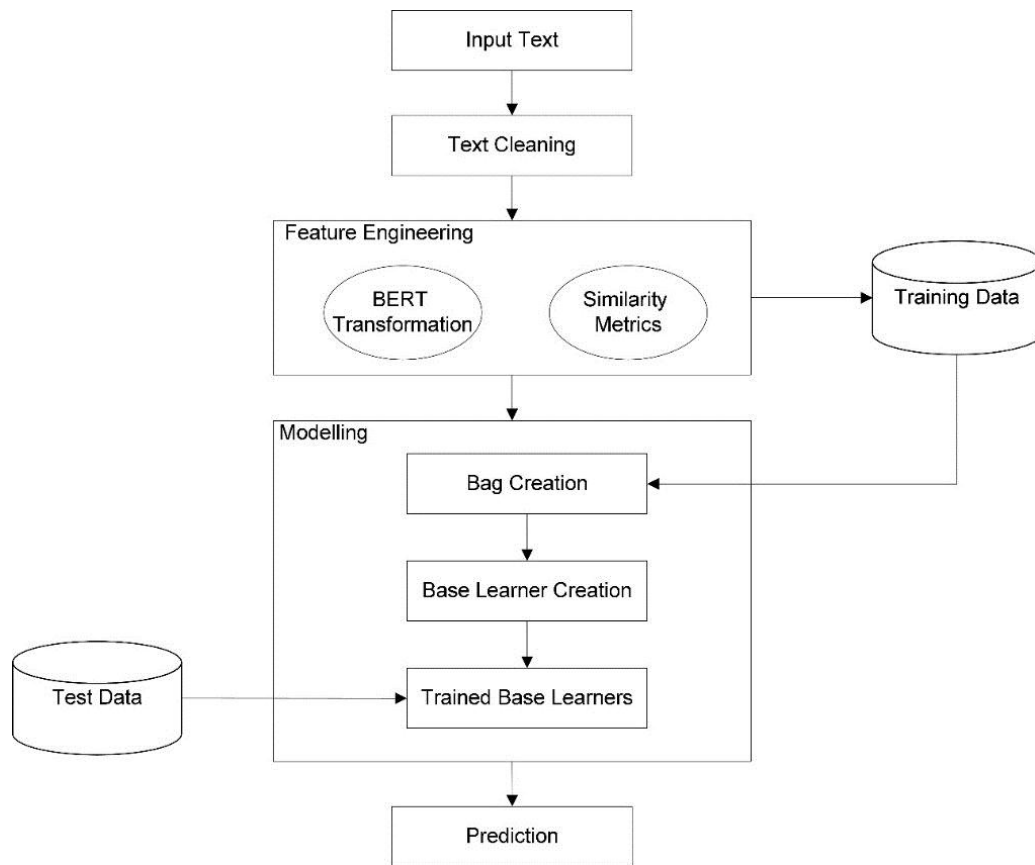 Input Text
Text Cleaning
Feature Engineering
BERT
Transformation
Similarity
Metrics
Training Data
Modelling
Bag Creation
Base Learner Creation
Test Data
Trained Base Learners
Prediction